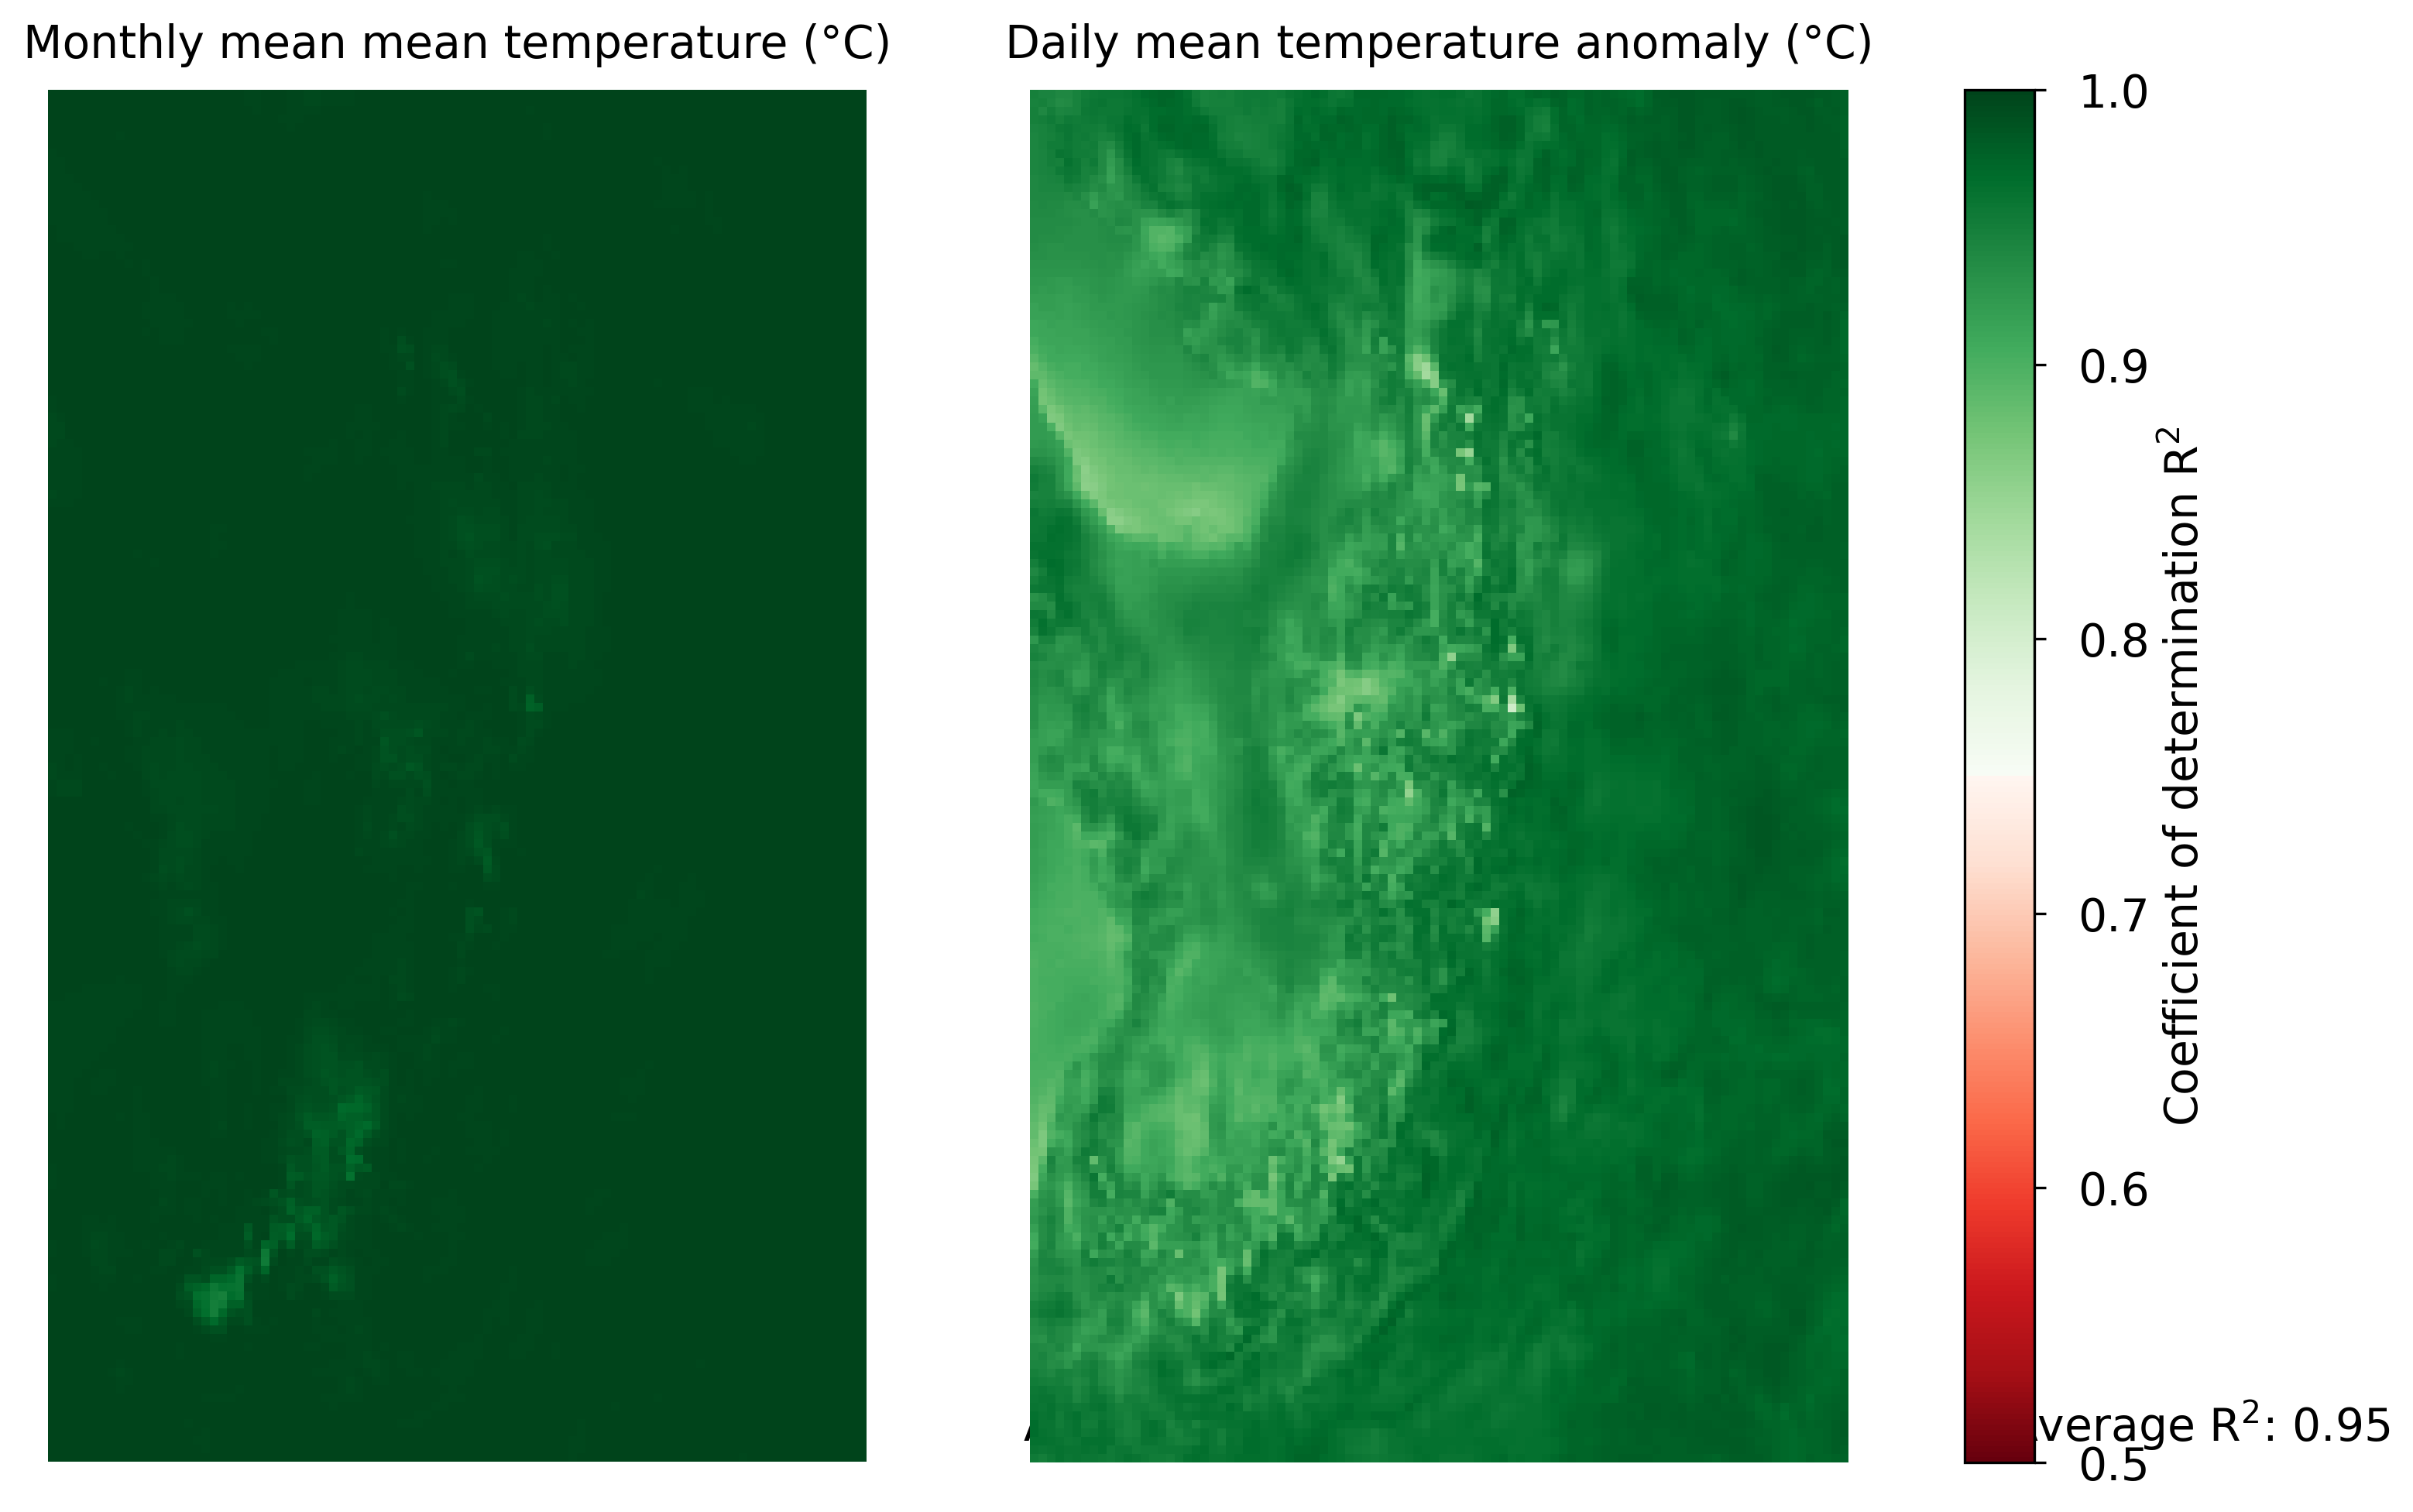 Monthly mean mean temperature (°C)
Daily mean temperature anomaly (°C)
1.0
0.9
0.8
0.7
0.6
0.5
Coefficient of determination R²
verage R²: 0.95